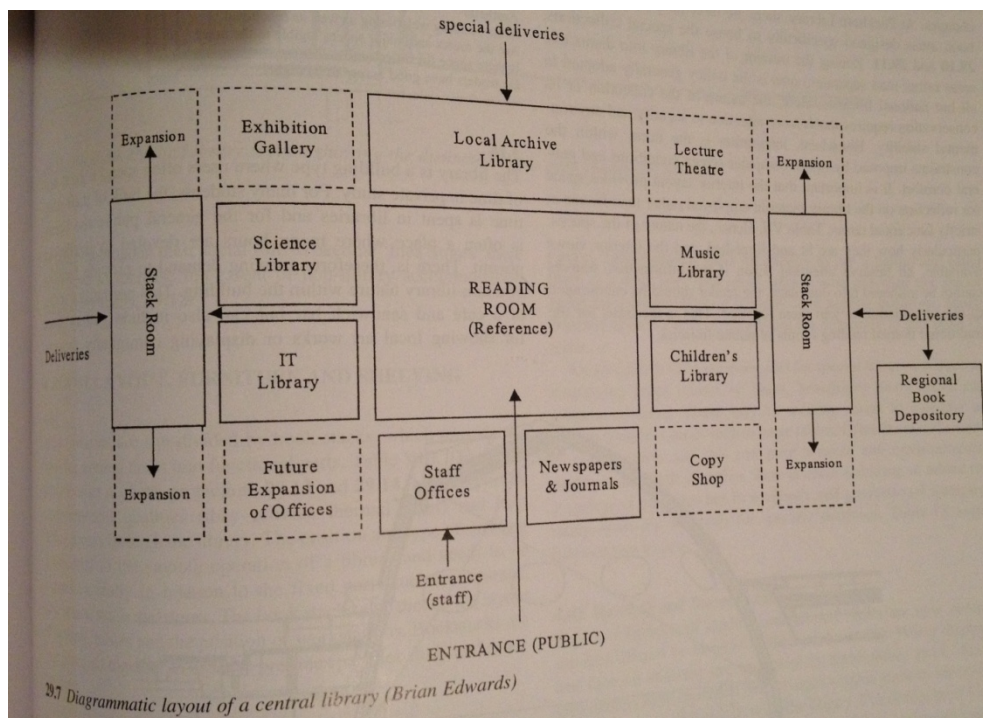 special deliveries
Expansion
Exhibition
Gallery
Local Archive
Library
Lecture
Theatre
Expansion
Stack Room
Science
Library
READING
ROOM
(Reference)
Music
Library
Stack Room
Deliveries
IT
Library
Children's
Library
Deliveries
Regional
Book
Depository
Expansion
Future
Expansion
of Offices
Staff
Offices
Newspapers
& Journals
Copy
Shop
Expansion
Entrance
(staff)
ENTRANCE (PUBLIC)
29.7 Diagrammatic layout of a central library (Brian Edwards)